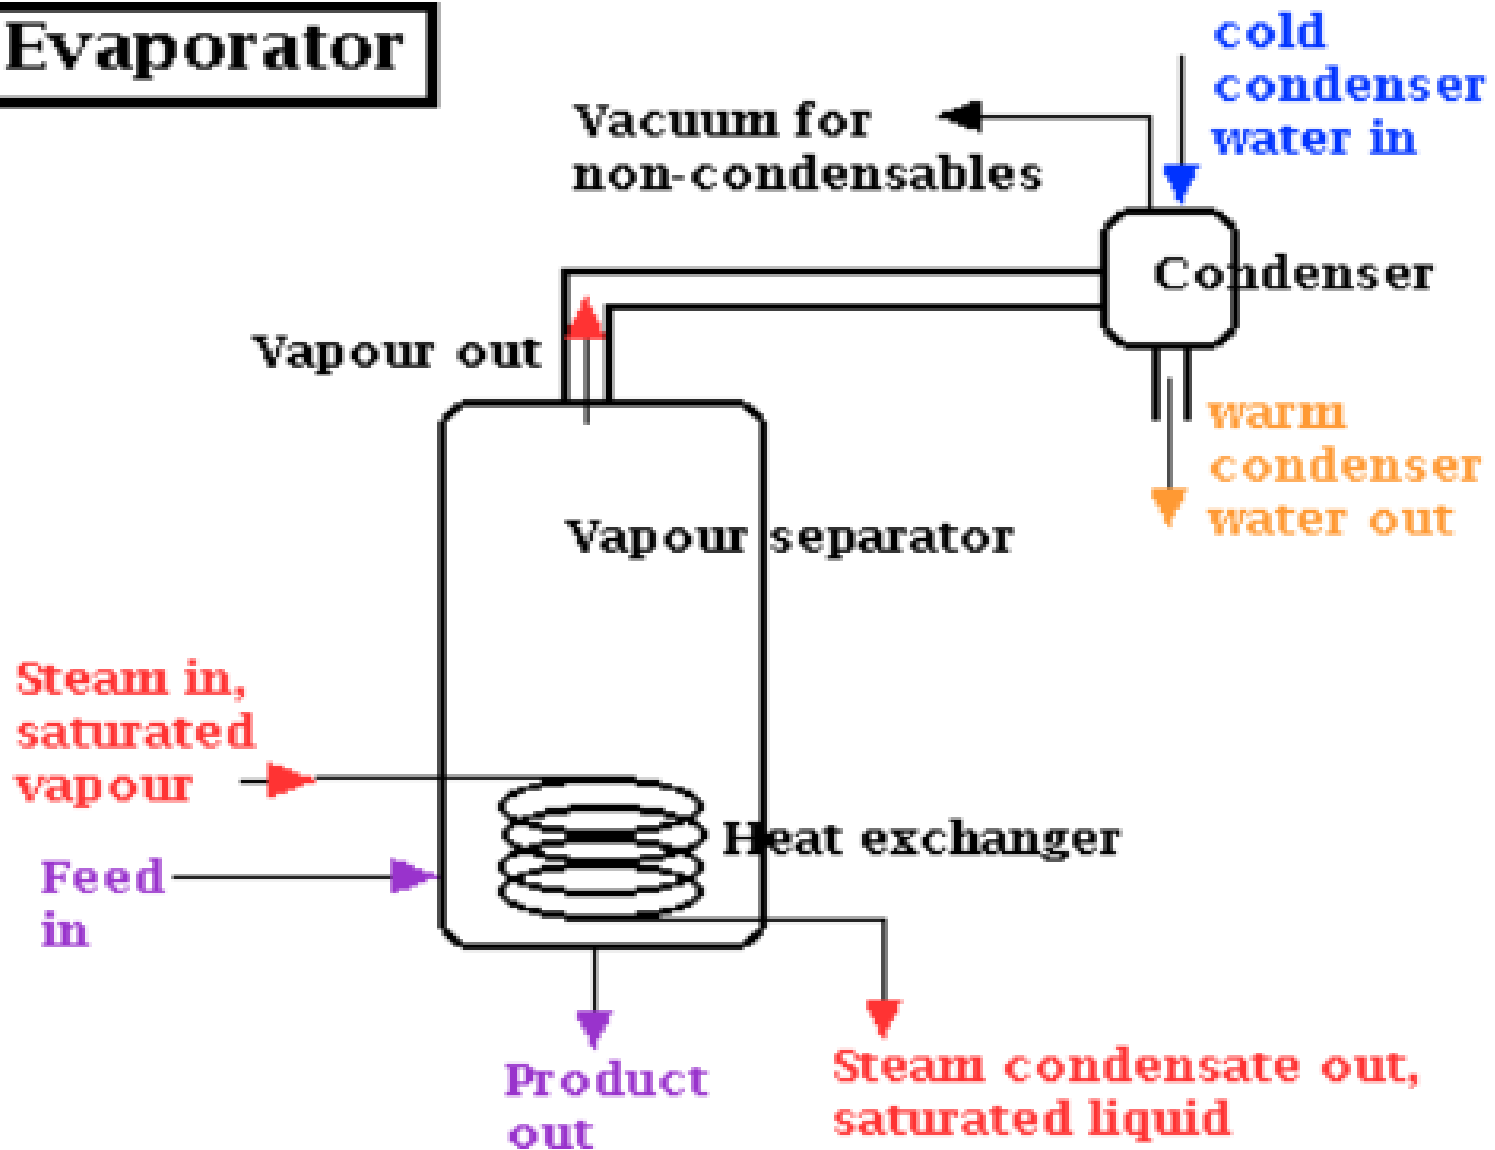 Evaporator
cold
condenser
water in
Vacuum for
non-condensables
Condenser
Vapour out
warm
condenser
water out
Vapour separator
Steam in,
saturated
vapour
Heat exchanger
Feed
in
Product
out
Steam condensate out,
saturated liquid